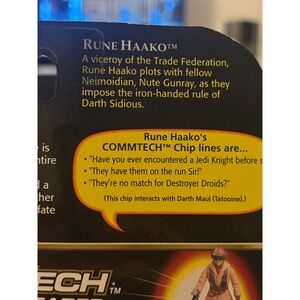 RUNE HAAKO™
A viceroy of the Trade Federation,
Rune Haako plots with fellow
Neimoidian, Nute Gunray, as they
impose the iron-handed rule of
Darth Sidious.
Rune Haako's
COMMTECH™ Chip lines are...
• "Have you ever encountered a Jedi Knight before s
• "They have them on the run Sir!"
• "They're no match for Destroyer Droids?"
(This chip interacts with Darth Maul (Tatooine).)
is
ntire
d a
her
fate
ECH™